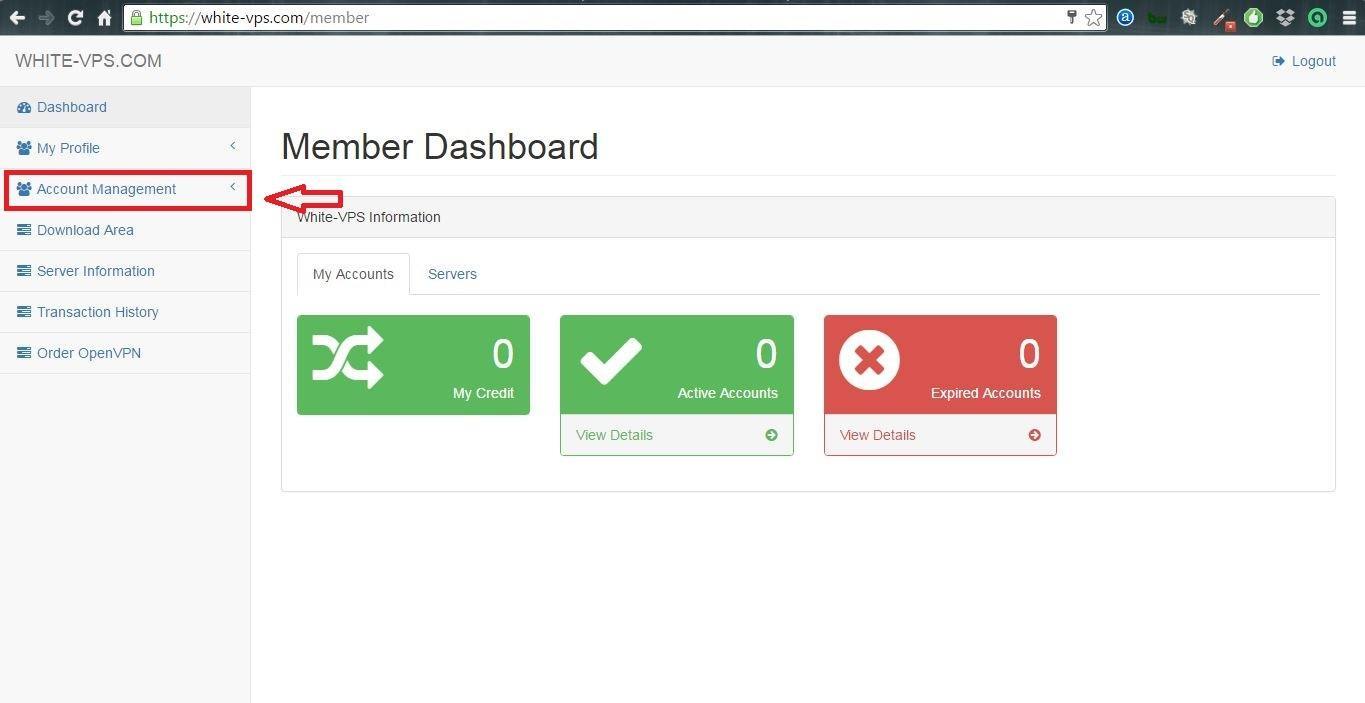 https://white-vps.com/member
WHITE-VPS.COM
Logout
Dashboard
My Profile
Account Management
Download Area
Server Information
Transaction History
Order OpenVPN
Member Dashboard
White-VPS Information
My Accounts Servers
0
My Credit
0
Active Accounts
View Details
0
Expired Accounts
View Details